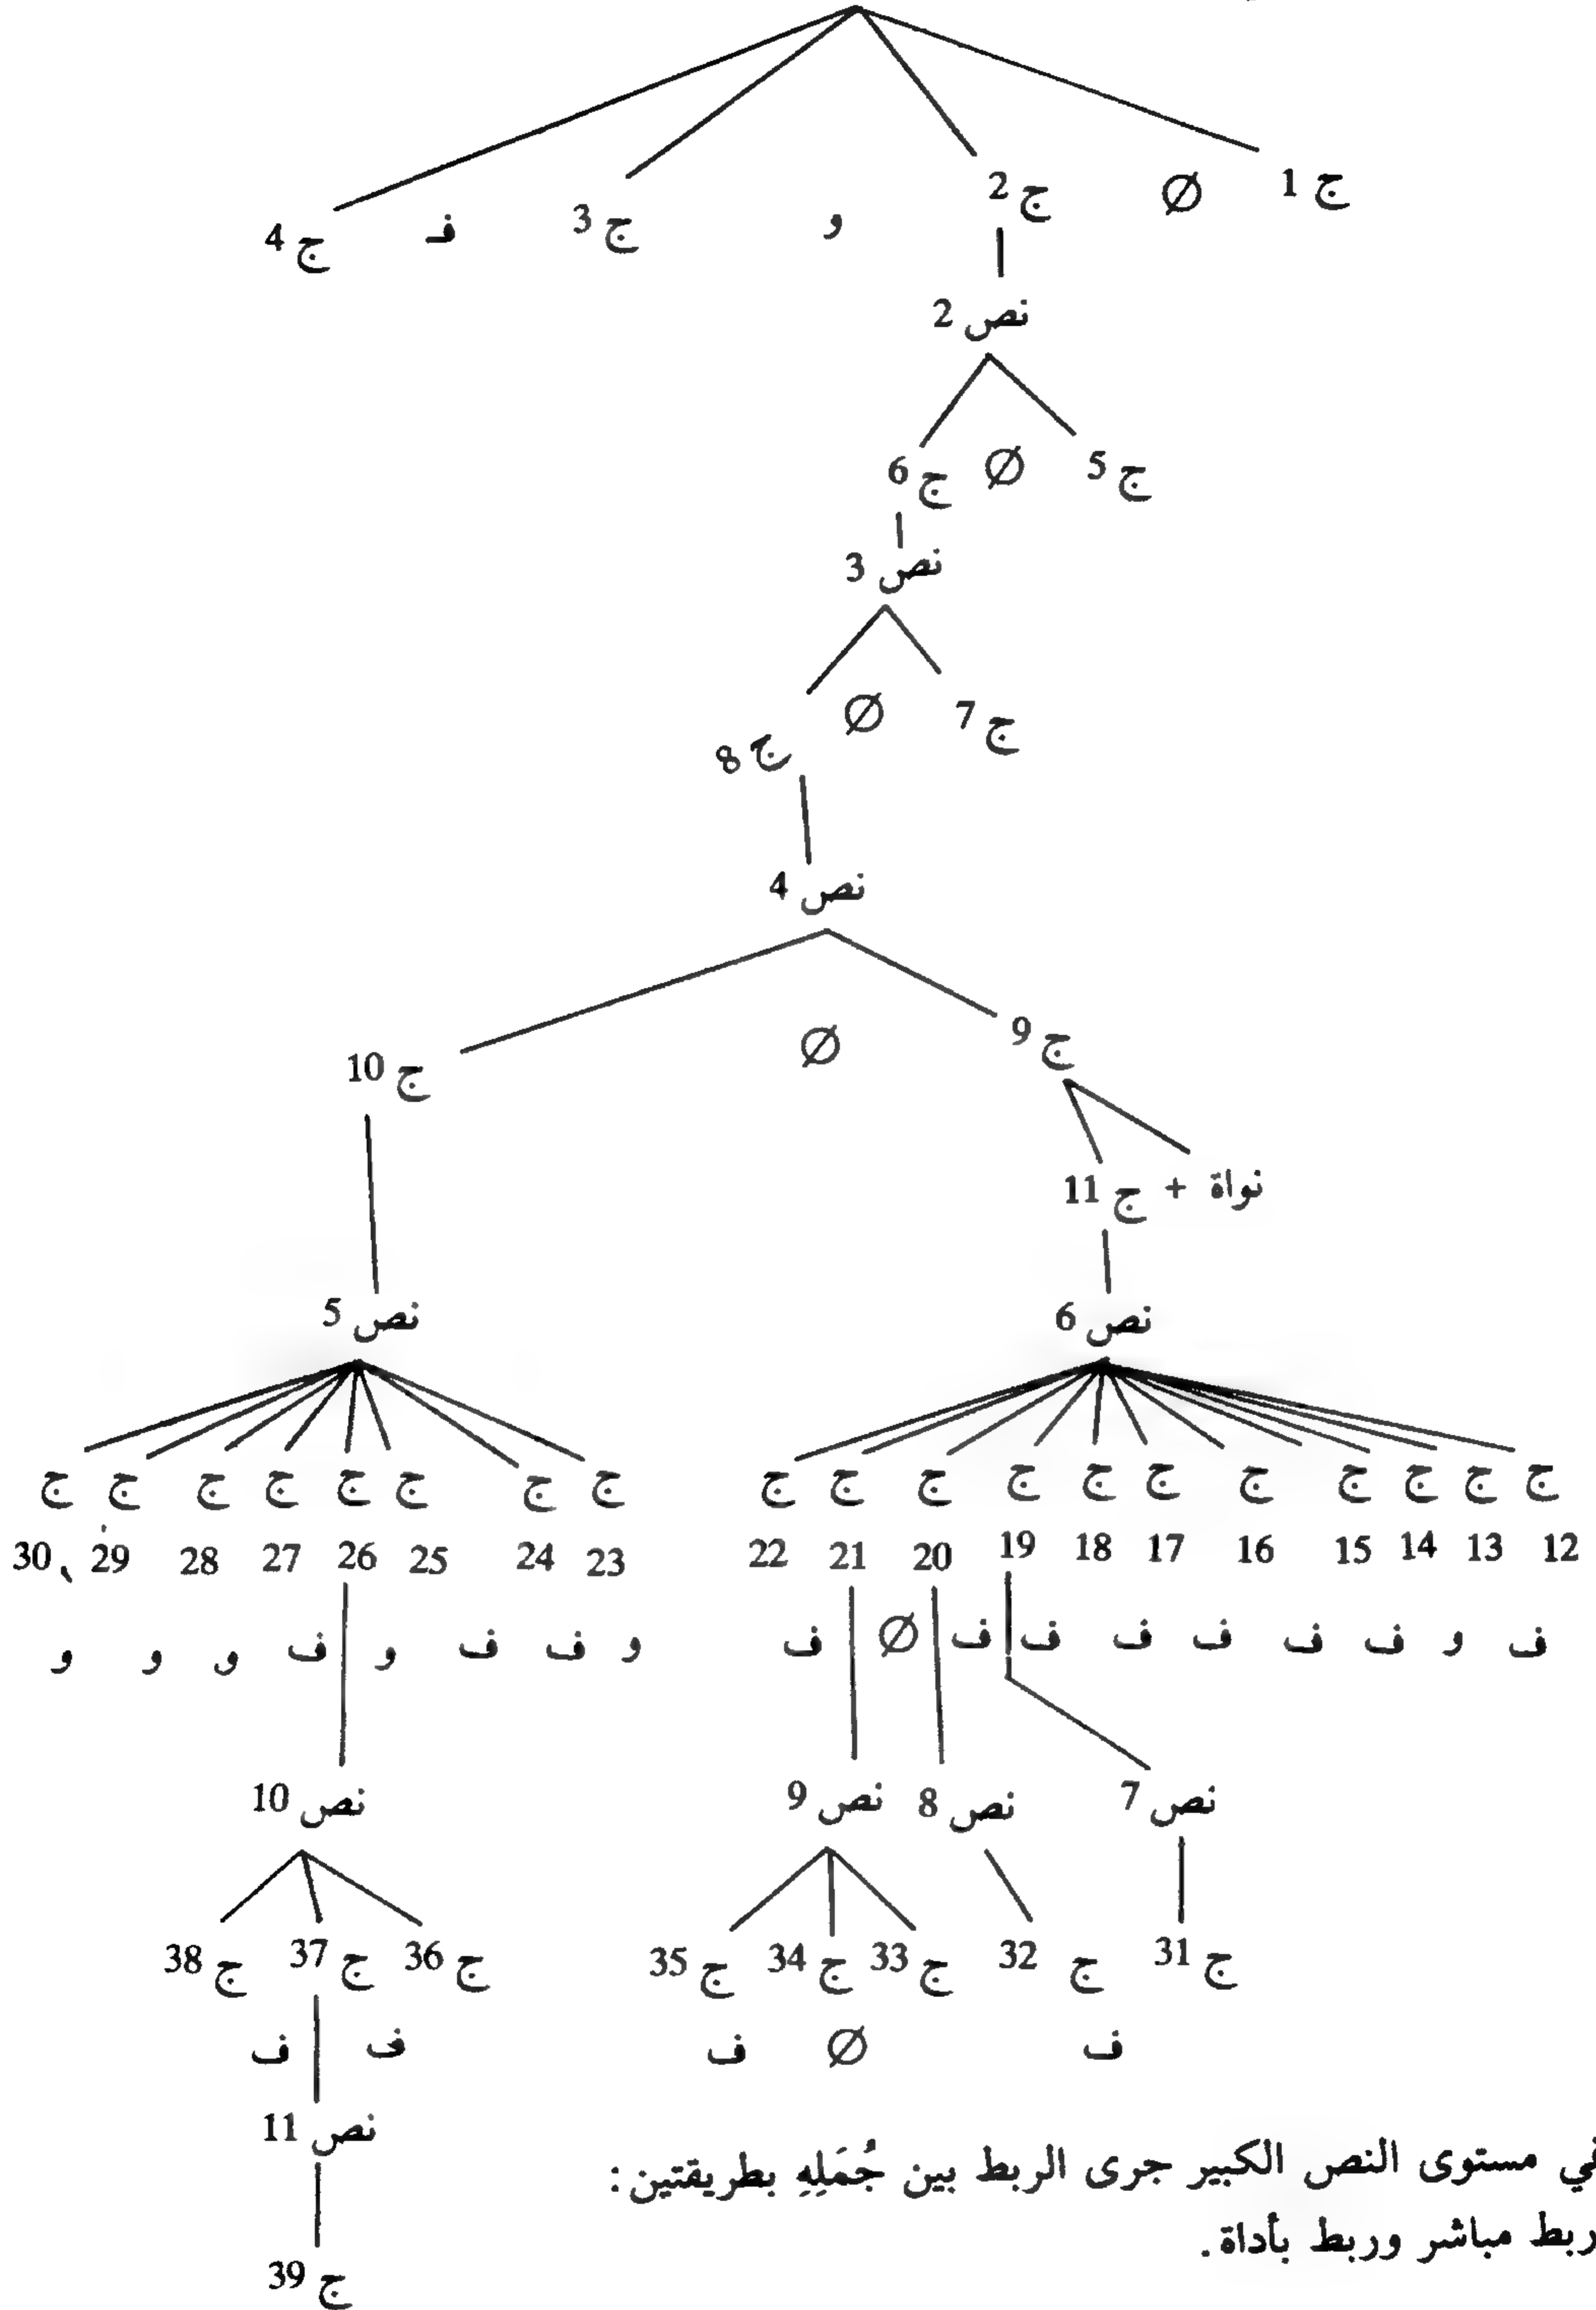 ج 1 Ø ج 2 و ج 3 فـ ج 4
نص 2
ج 5 Ø ج 6
نص 3
ج 7 Ø ج 8
نص 4
ج 9 Ø ج 10
نواة + ج 11
نص 6 نص 5
ج ج ج ج ج ج ج ج ج ج ج ج ج ج ج ج ج ج ج
12 13 14 15 16 17 18 19 20 21 22 23 24 25 26 27 28 29 ، 30
ف و ف ف ف ف ف ف Ø ف و ف ف و ف و و و
نص 7 نص 8 نص 9 نص 10
ج 31 ج 32 ج 33 ج 34 ج 35 ج 36 ج 37 ج 38
ف Ø ف ف ف
نص 11
في مستوى النص الكبير جرى الربط بين جُمَلِهِ بطريقتين :
ربط مباشر وربط بأداة .
ج 39